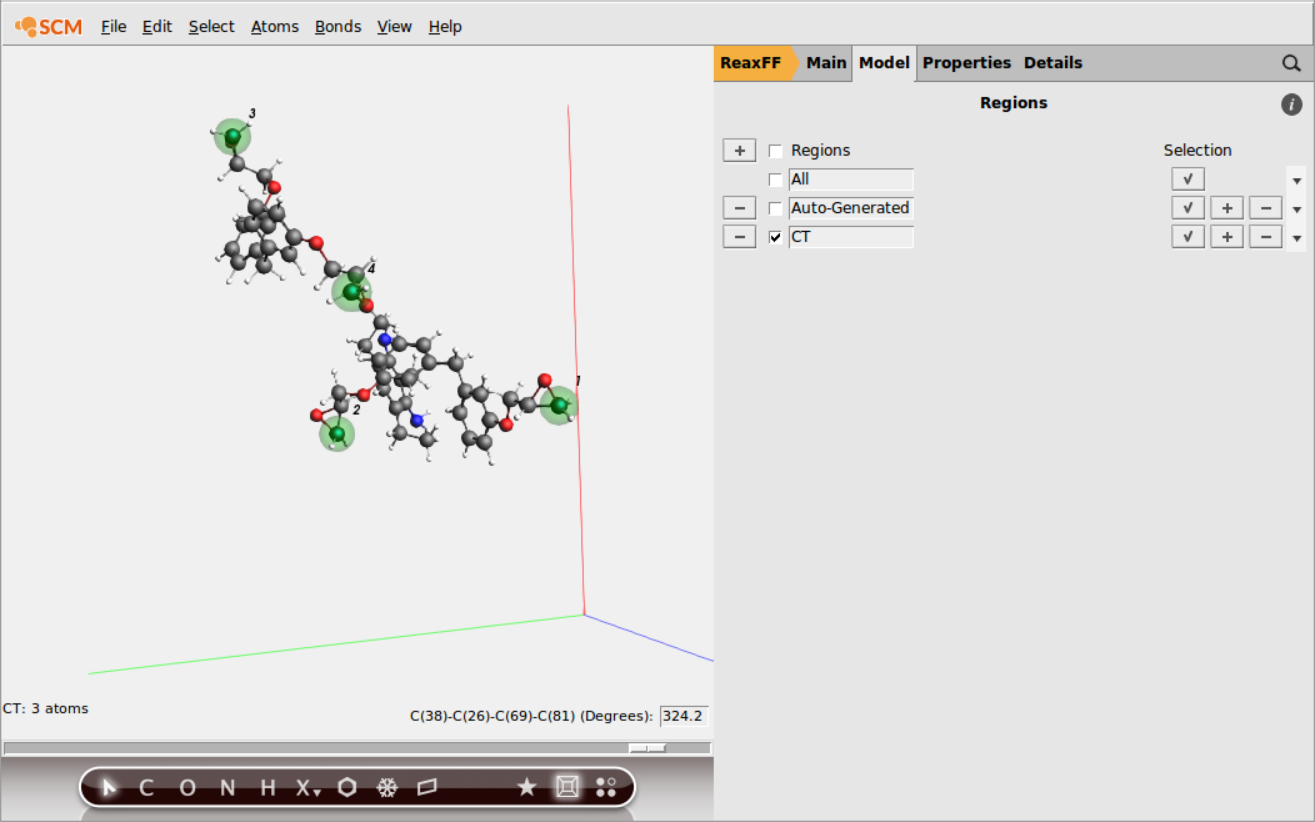 SCM File Edit Select Atoms Bonds View Help
ReaxFF Main Model Properties Details
Regions
i
+ Regions Selection
All √
− Auto-Generated √ + −
− CT √ + −
3
4
1
2
CT: 3 atoms
C(38)-C(26)-C(69)-C(81) (Degrees): 324.2
C O N H X